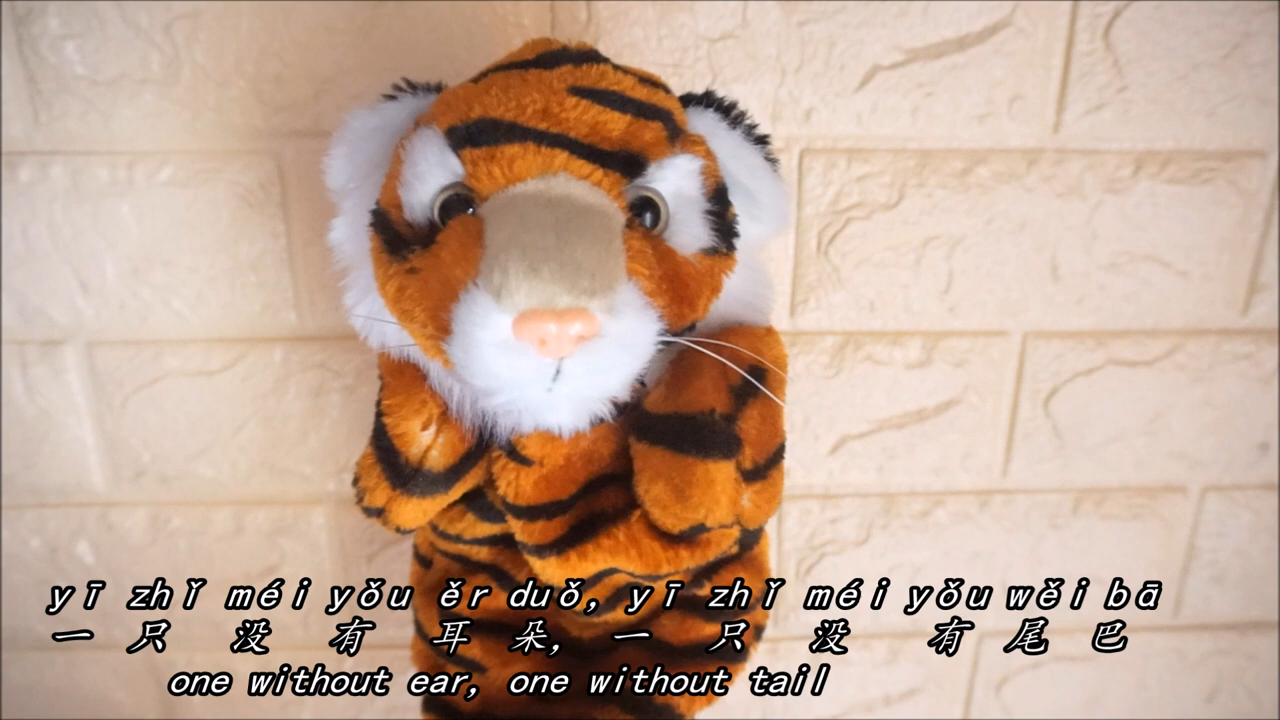 yī zhǐ méi yǒu ěr duǒ, yī zhǐ méi yǒu wěi bā
一只没有耳朵,一只没有尾巴
one without ear, one without tail